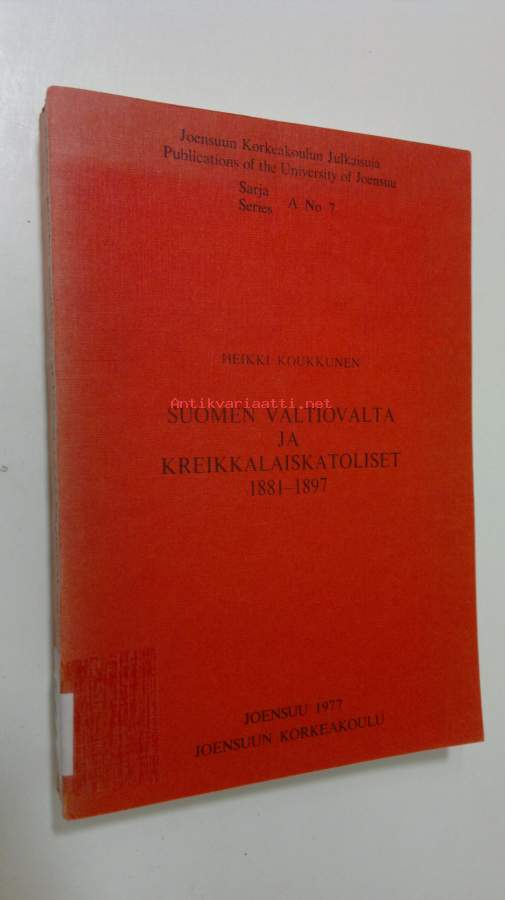 Joensuun Korkeakoulun Julkaisuja
Publications of the University of Joensuu
Sarja
Series A No 7
HEIKKI KOUKKUNEN
Antikvariaatti.net
SUOMEN VALTIOVALTA
JA
KREIKKALAISKATOLISET
1881–1897
JOENSUU 1977
JOENSUUN KORKEAKOULU